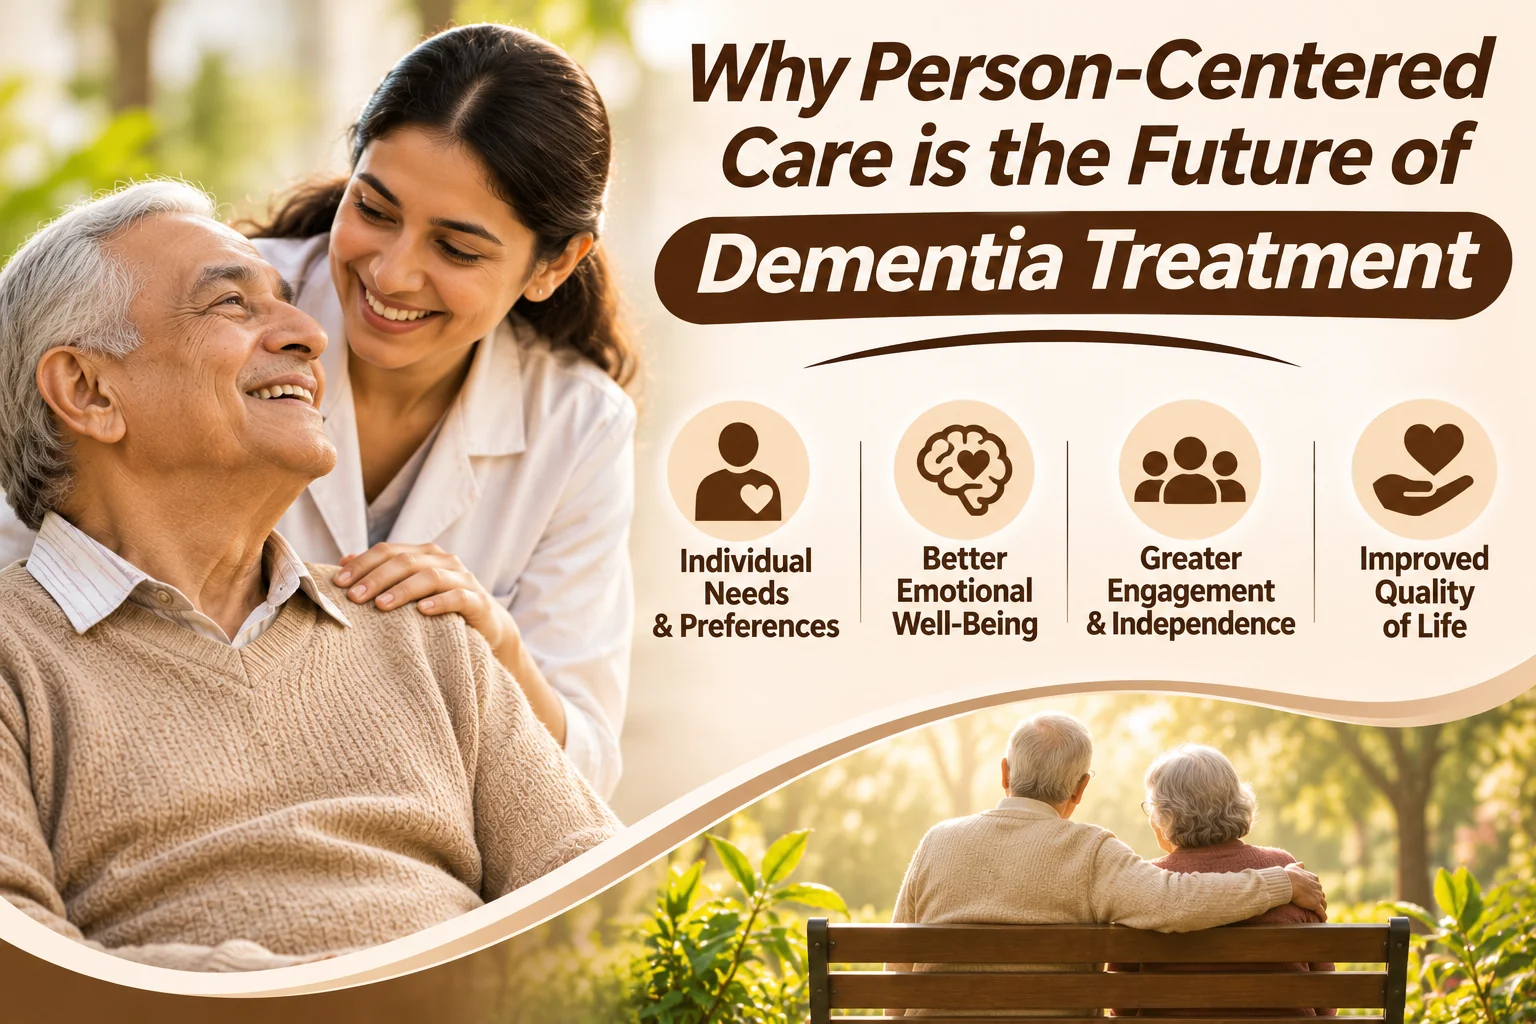 Why Person-Centered
Care is the Future of
Dementia Treatment
Individual
Needs
& Preferences
Better
Emotional
Well-Being
Greater
Engagement
& Independence
Improved
Quality
of Life